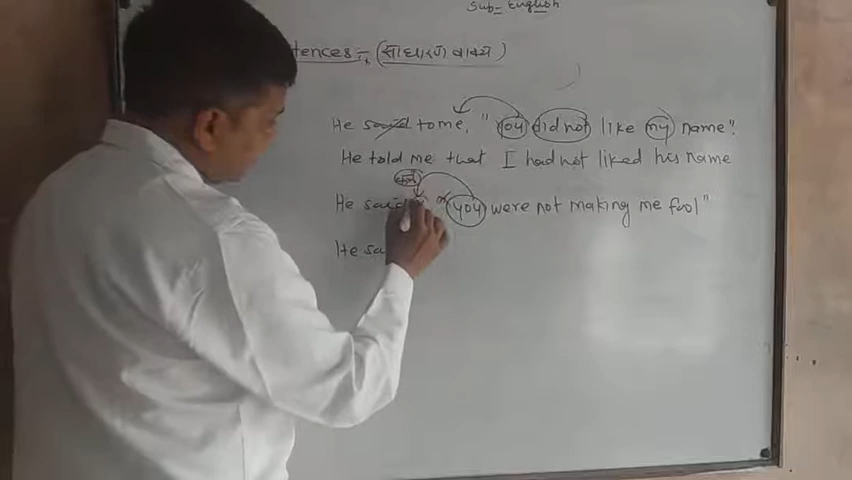 Sub- English
tences:- (साधारण वाक्य)
He said to me, "you did not like my name".
He told me that I had not liked his name
He said "you were not making me fool"
He sa